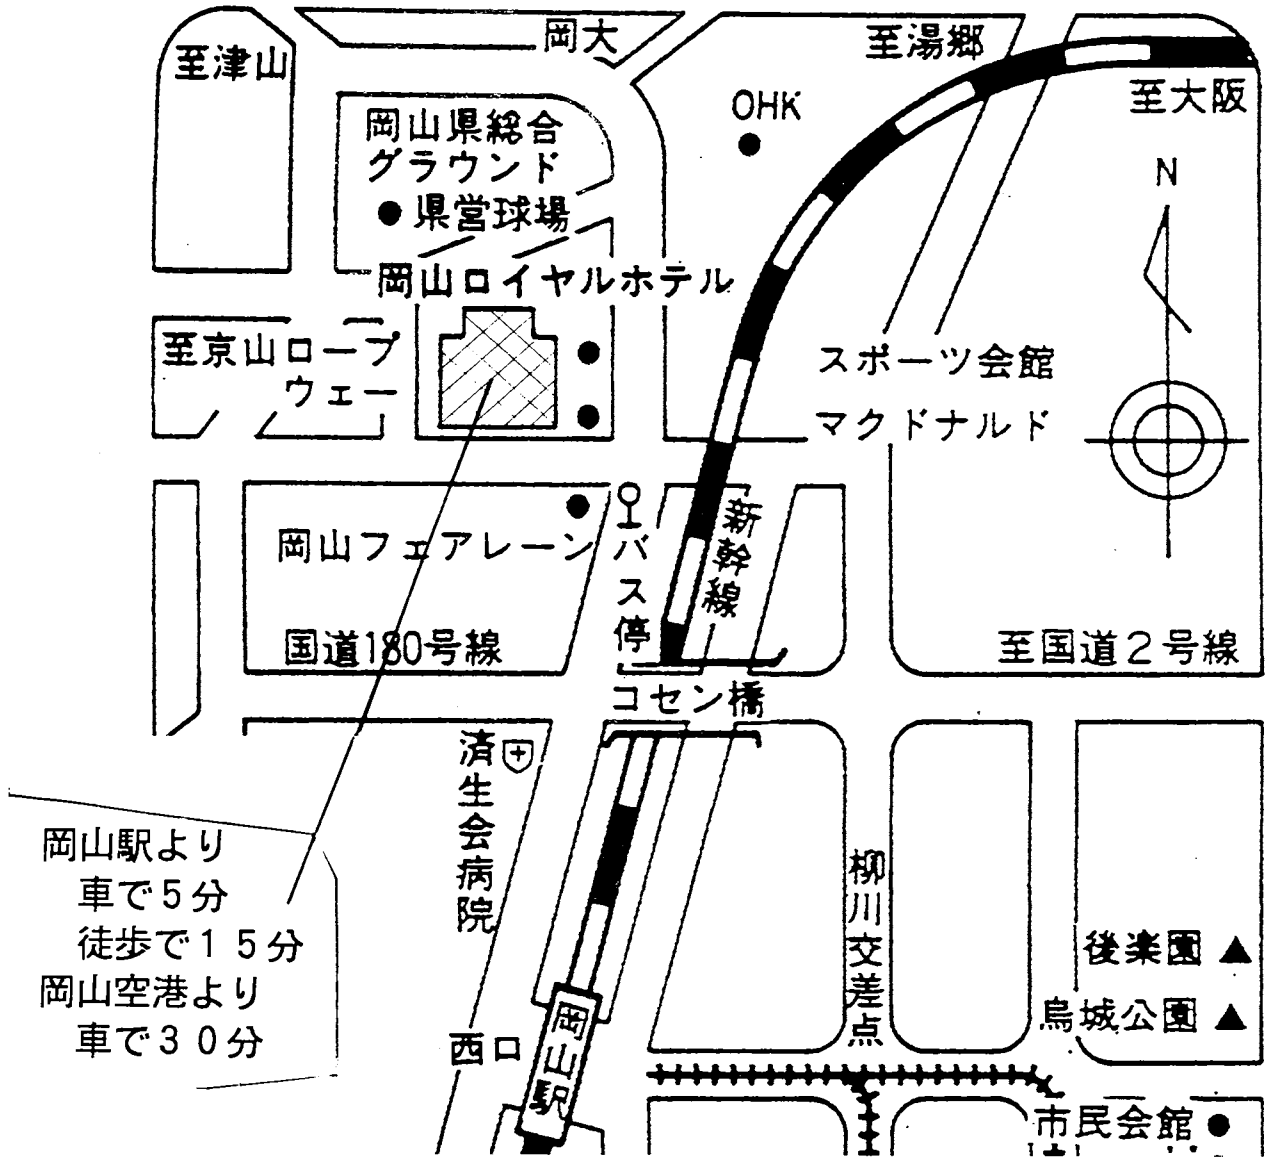 岡大
至湯郷
至津山
至大阪
OHK
岡山県総合
グラウンド
県営球場
N
岡山ロイヤルホテル
至京山ロープ
ウェー
スポーツ会館
マクドナルド
新幹線
岡山フェアレーン
バス停
国道180号線
至国道2号線
コセン橋
済生会病院
岡山駅より
車で5分
徒歩で15分
岡山空港より
車で30分
柳川交差点
後楽園
烏城公園
西口
岡山駅
市民会館